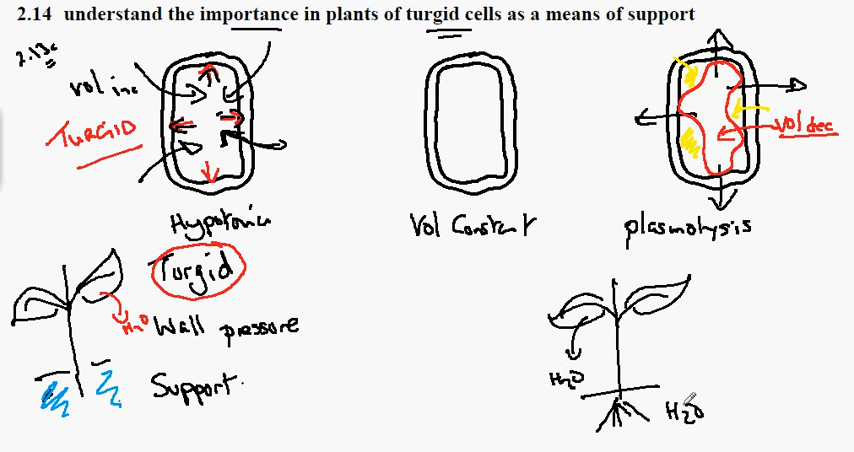 2.14 understand the importance in plants of turgid cells as a means of support
2.13c
vol inc
TURGID
vol dec
Hypotonic
Vol Constant
plasmolysis
Turgid
H2O
Wall pressure
Support.
H2O
H2O